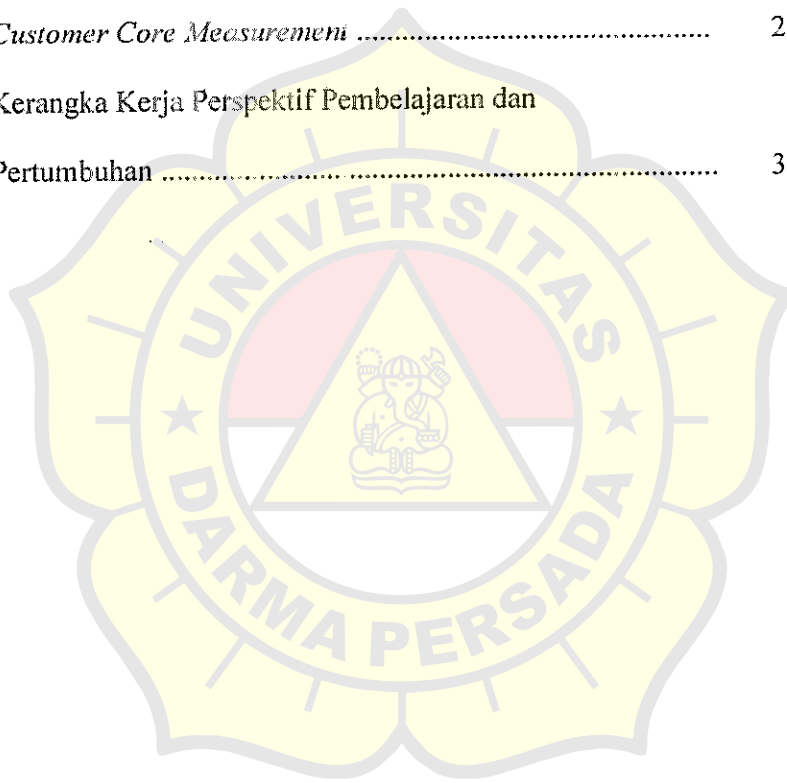 Customer Core Measurement ............................................... 2
Kerangka Kerja Perspektif Pembelajaran dan
Pertumbuhan .......................................................................... 3
UNIVERSITAS
DARMA PERSADA